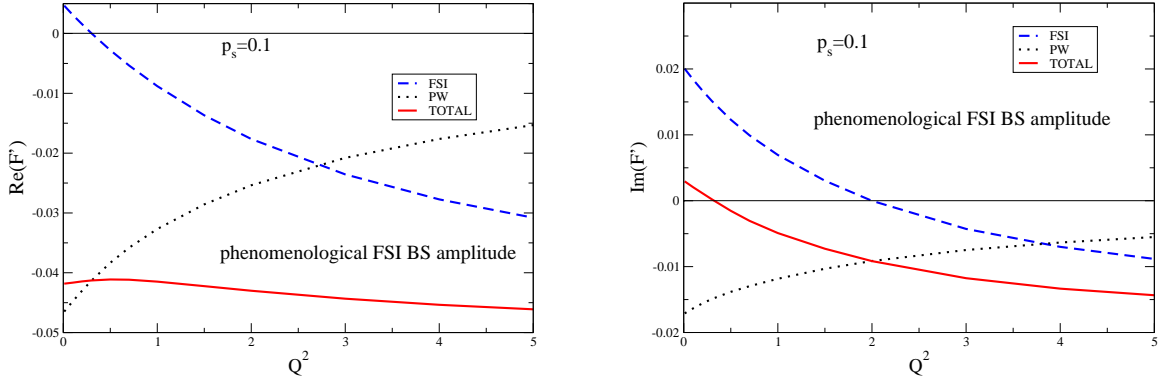 0
-0.01
-0.02
-0.03
-0.04
-0.05
Re(F')
p_s=0.1
FSI
PW
TOTAL
phenomenological FSI BS amplitude
0 1 2 3 4 5
Q^2
0.02
0.01
0
-0.01
-0.02
Im(F')
p_s=0.1
FSI
PW
TOTAL
phenomenological FSI BS amplitude
0 1 2 3 4 5
Q^2